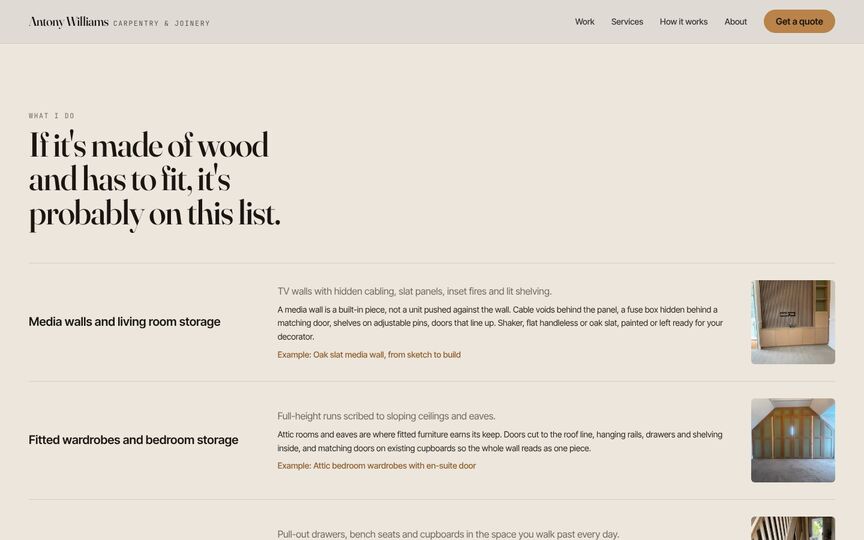 Antony Williams CARPENTRY & JOINERY
Work Services How it works About Get a quote
WHAT I DO
If it's made of wood
and has to fit, it's
probably on this list.
Media walls and living room storage
TV walls with hidden cabling, slat panels, inset fires and lit shelving.
A media wall is a built-in piece, not a unit pushed against the wall. Cable voids behind the panel, a fuse box hidden behind a
matching door, shelves on adjustable pins, doors that line up. Shaker, flat handleless or oak slat, painted or left ready for your
decorator.
Example: Oak slat media wall, from sketch to build
Fitted wardrobes and bedroom storage
Full-height runs scribed to sloping ceilings and eaves.
Attic rooms and eaves are where fitted furniture earns its keep. Doors cut to the roof line, hanging rails, drawers and shelving
inside, and matching doors on existing cupboards so the whole wall reads as one piece.
Example: Attic bedroom wardrobes with en-suite door
Pull-out drawers, bench seats and cupboards in the space you walk past every day.